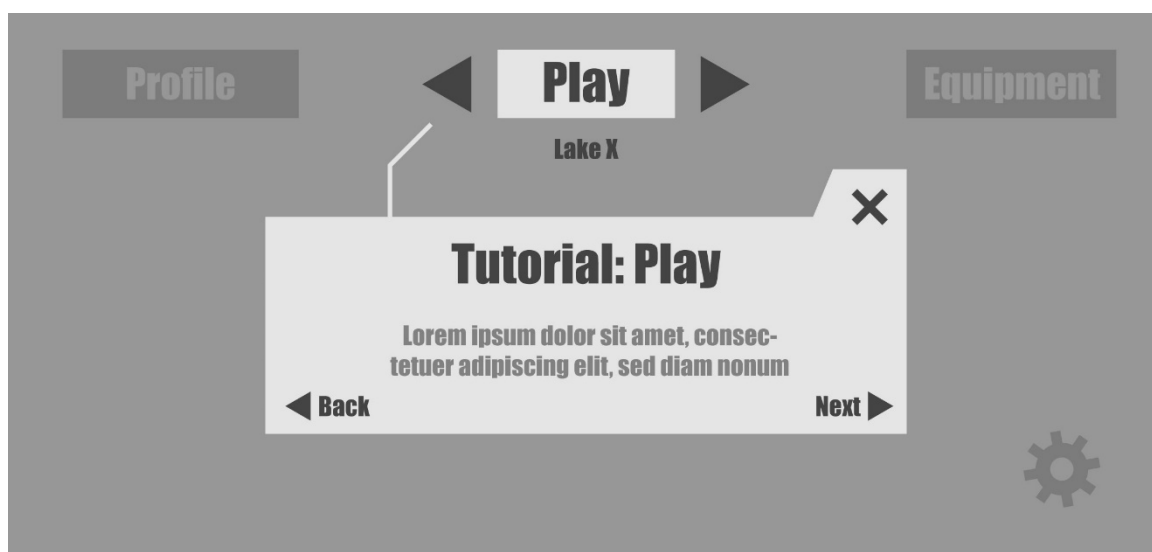 Profile
Play
Equipment
Lake X
Tutorial: Play
Lorem ipsum dolor sit amet, consec-
tetuer adipiscing elit, sed diam nonum
Back
Next